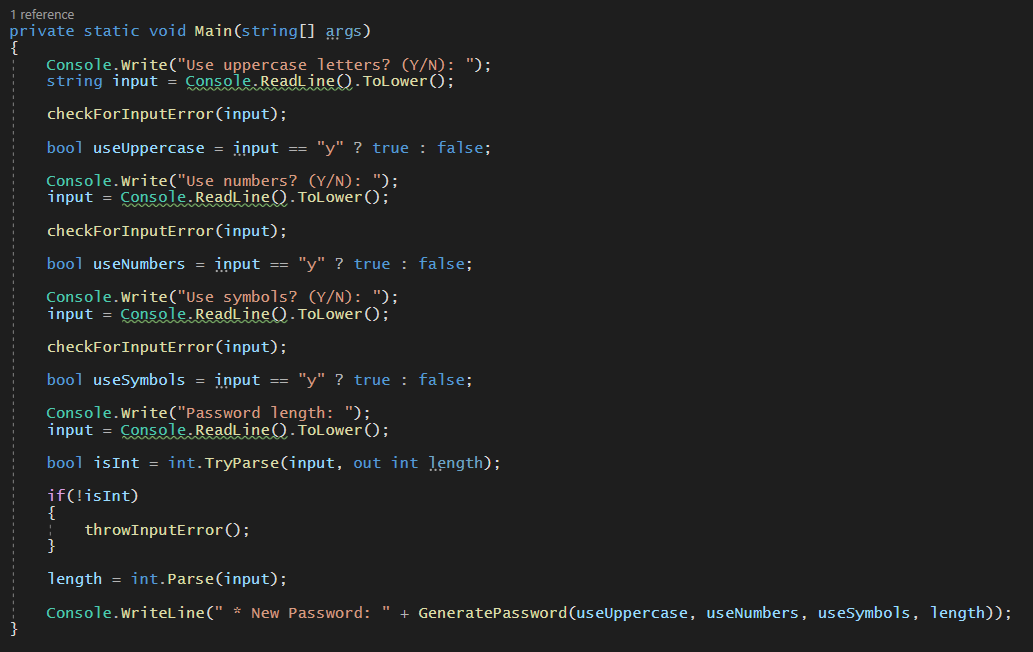 1 reference
private static void Main(string[] args)
{
Console.Write("Use uppercase letters? (Y/N): ");
string input = Console.ReadLine().ToLower();
checkForInputError(input);
bool useUppercase = input == "y" ? true : false;
Console.Write("Use numbers? (Y/N): ");
input = Console.ReadLine().ToLower();
checkForInputError(input);
bool useNumbers = input == "y" ? true : false;
Console.Write("Use symbols? (Y/N): ");
input = Console.ReadLine().ToLower();
checkForInputError(input);
bool useSymbols = input == "y" ? true : false;
Console.Write("Password length: ");
input = Console.ReadLine().ToLower();
bool isInt = int.TryParse(input, out int length);
if(!isInt)
{
throwInputError();
}
length = int.Parse(input);
Console.WriteLine(" * New Password: " + GeneratePassword(useUppercase, useNumbers, useSymbols, length));
}